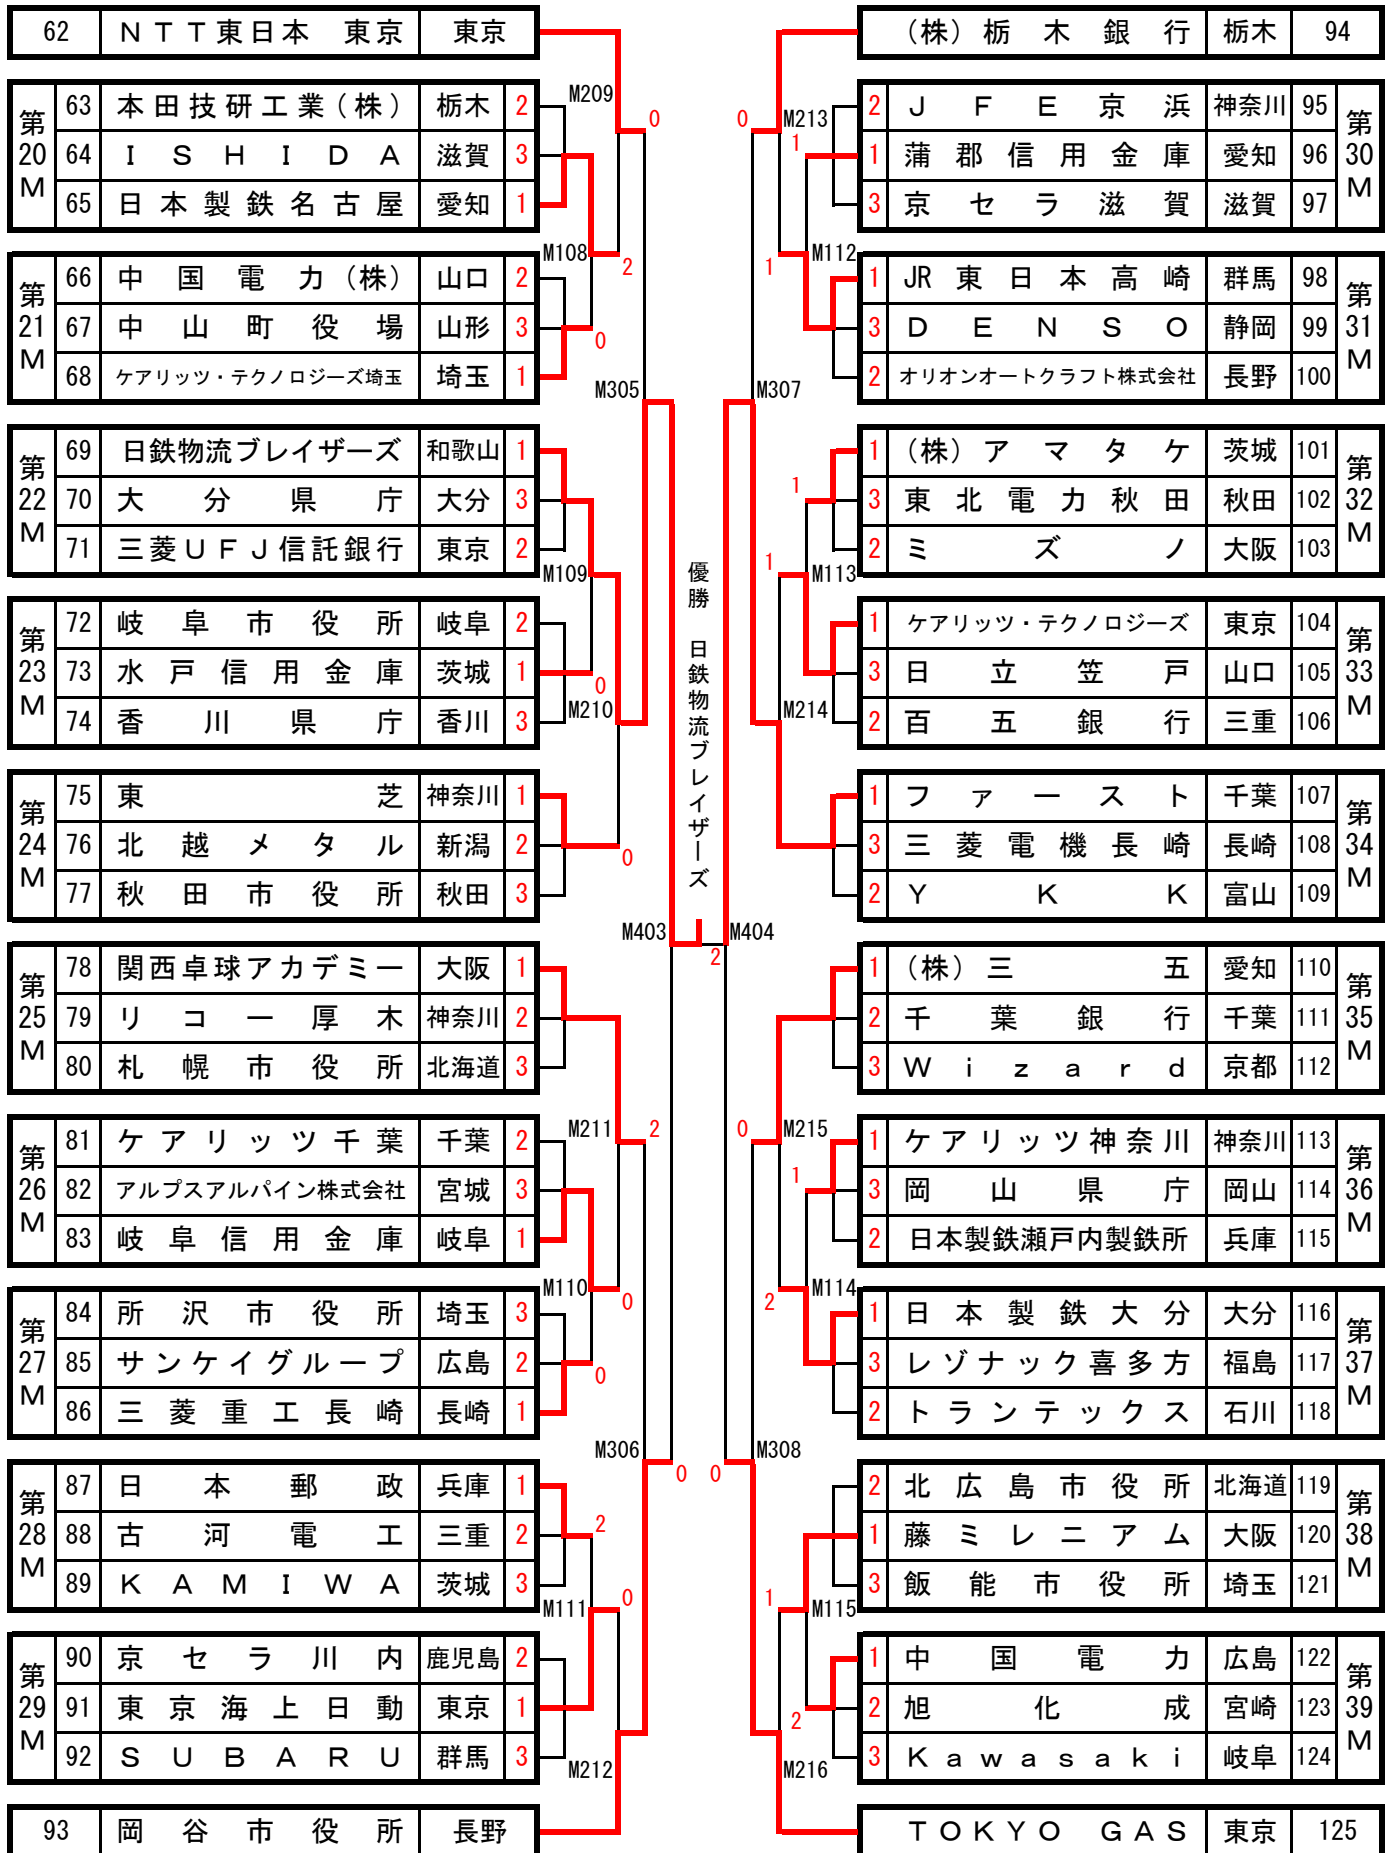 62 ＮＴＴ東日本 東京 東京
M209
第20M
63 本田技研工業(株) 栃木 2
64 ＩＳＨＩＤＡ 滋賀 3
65 日本製鉄名古屋 愛知 1
0
M108
2
第21M
66 中国電力(株) 山口 2
67 中山町役場 山形 3
68 ケアリッツ・テクノロジーズ埼玉 埼玉 1
0
M305
第22M
69 日鉄物流ブレイザーズ 和歌山 1
70 大分県庁 大分 3
71 三菱ＵＦＪ信託銀行 東京 2
M109
第23M
72 岐阜市役所 岐阜 2
73 水戸信用金庫 茨城 1
74 香川県庁 香川 3
0
M210
第24M
75 東芝 神奈川 1
76 北越メタル 新潟 2
77 秋田市役所 秋田 3
0
M403
第25M
78 関西卓球アカデミー 大阪 1
79 リコー厚木 神奈川 2
80 札幌市役所 北海道 3
M211
2
第26M
81 ケアリッツ千葉 千葉 2
82 アルプスアルパイン株式会社 宮城 3
83 岐阜信用金庫 岐阜 1
M110
0
第27M
84 所沢市役所 埼玉 3
85 サンケイグループ 広島 2
86 三菱重工長崎 長崎 1
0
M306
0
第28M
87 日本郵政 兵庫 1
88 古河電工 三重 2
89 ＫＡＭＩＷＡ 茨城 3
2
0
M111
第29M
90 京セラ川内 鹿児島 2
91 東京海上日動 東京 1
92 ＳＵＢＡＲＵ 群馬 3
M212
93 岡谷市役所 長野
優勝 日鉄物流ブレイザーズ
2
(株)栃木銀行 栃木 94
0
M213
1
2 ＪＦＥ京浜 神奈川 95
1 蒲郡信用金庫 愛知 96
3 京セラ滋賀 滋賀 97
第30M
M112
1
1 JR東日本高崎 群馬 98
3 ＤＥＮＳＯ 静岡 99
2 オリオンオートクラフト株式会社 長野 100
第31M
M307
1 (株)アマタケ 茨城 101
3 東北電力秋田 秋田 102
2 ミズノ 大阪 103
第32M
1
1
M113
1 ケアリッツ・テクノロジーズ 東京 104
3 日立笠戸 山口 105
2 百五銀行 三重 106
第33M
M214
1 ファースト 千葉 107
3 三菱電機長崎 長崎 108
2 ＹＫＫ 富山 109
第34M
M404
1 (株)三五 愛知 110
2 千葉銀行 千葉 111
3 Ｗｉｚａｒｄ 京都 112
第35M
0
M215
1
1 ケアリッツ神奈川 神奈川 113
3 岡山県庁 岡山 114
2 日本製鉄瀬戸内製鉄所 兵庫 115
第36M
M114
2
1 日本製鉄大分 大分 116
3 レゾナック喜多方 福島 117
2 トランテックス 石川 118
第37M
M308
0
2 北広島市役所 北海道 119
1 藤ミレニアム 大阪 120
3 飯能市役所 埼玉 121
第38M
1
M115
1 中国電力 広島 122
2 旭化成 宮崎 123
3 Ｋａｗａｓａｋｉ 岐阜 124
第39M
2
M216
ＴＯＫＹＯ ＧＡＳ 東京 125